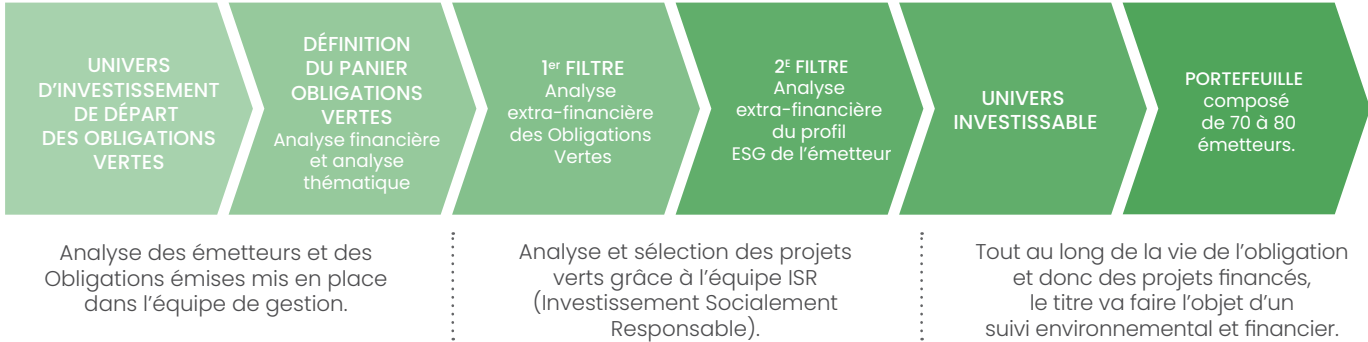 UNIVERS
D'INVESTISSEMENT
DE DÉPART
DES OBLIGATIONS
VERTES
DÉFINITION
DU PANIER
OBLIGATIONS
VERTES
Analyse financière
et analyse
thématique
1er FILTRE
Analyse
extra-financière
des Obligations
Vertes
2E FILTRE
Analyse
extra-financière
du profil
ESG de l'émetteur
UNIVERS
INVESTISSABLE
PORTEFEUILLE
composé
de 70 à 80
émetteurs.
Analyse des émetteurs et des
Obligations émises mis en place
dans l'équipe de gestion.
Analyse et sélection des projets
verts grâce à l'équipe ISR
(Investissement Socialement
Responsable).
Tout au long de la vie de l'obligation
et donc des projets financés,
le titre va faire l'objet d'un
suivi environnemental et financier.